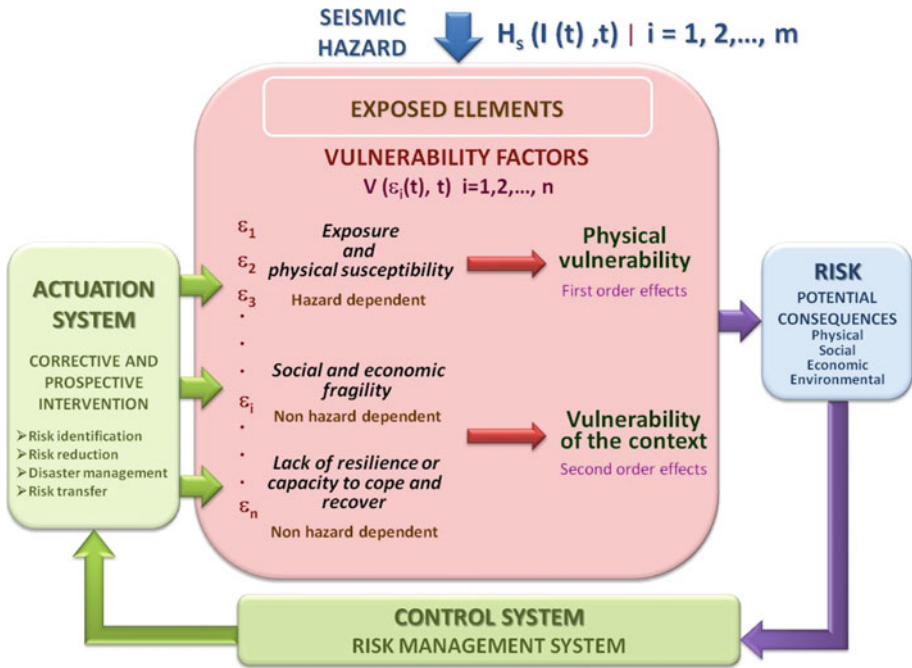 SEISMIC
HAZARD
Hs (I (t) ,t) | i = 1, 2,..., m
EXPOSED ELEMENTS
VULNERABILITY FACTORS
V (εi(t), t) i=1,2,..., n
ε1
ε2
ε3
.
.
.
εi
.
.
.
εn
Exposure
and
physical susceptibility
Hazard dependent
Physical
vulnerability
First order effects
Social and economic
fragility
Non hazard dependent
Lack of resilience or
capacity to cope and
recover
Non hazard dependent
Vulnerability
of the context
Second order effects
ACTUATION
SYSTEM
CORRECTIVE AND
PROSPECTIVE
INTERVENTION
➢Risk identification
➢Risk reduction
➢Disaster management
➢Risk transfer
RISK
POTENTIAL
CONSEQUENCES
Physical
Social
Economic
Environmental
CONTROL SYSTEM
RISK MANAGEMENT SYSTEM